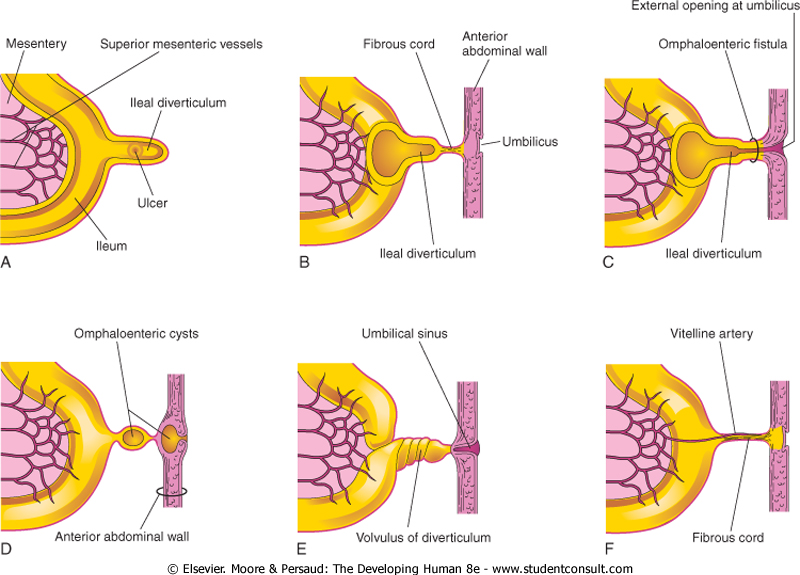 Mesentery
Superior mesenteric vessels
Ileal diverticulum
Ulcer
Ileum
A
Fibrous cord
Anterior
abdominal wall
Umbilicus
Ileal diverticulum
B
External opening at umbilicus
Omphaloenteric fistula
Ileal diverticulum
C
Omphaloenteric cysts
Anterior abdominal wall
D
Umbilical sinus
Volvulus of diverticulum
E
Vitelline artery
Fibrous cord
F
© Elsevier. Moore & Persaud: The Developing Human 8e - www.studentconsult.com